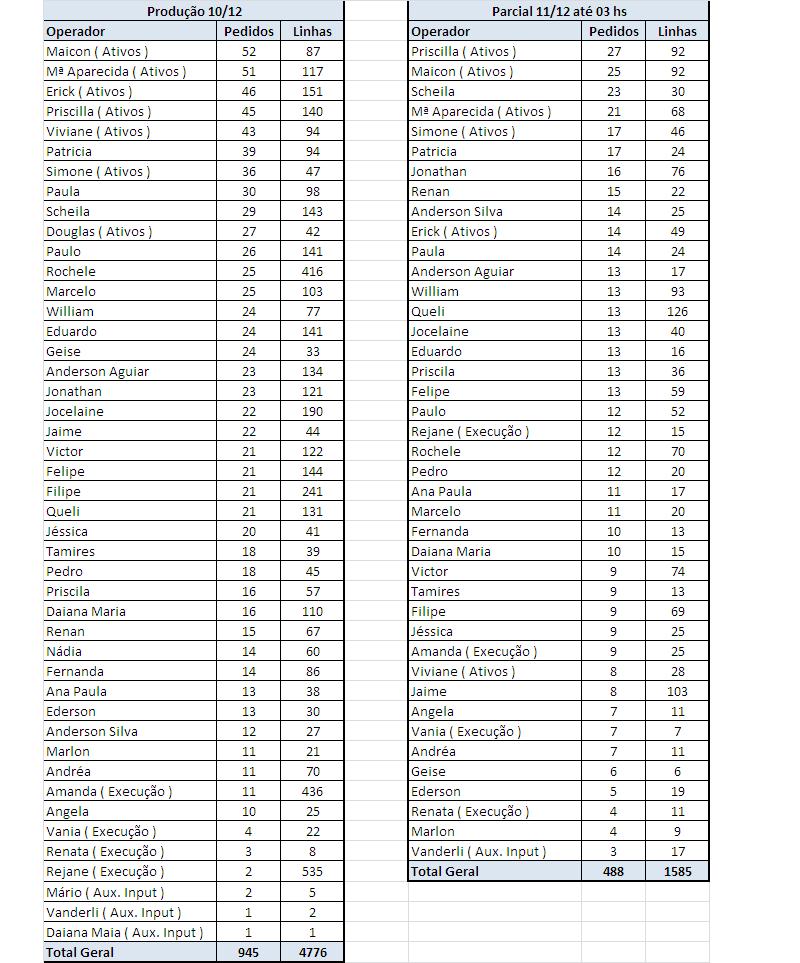 Produção 10/12
Operador Pedidos Linhas
Maicon ( Ativos ) 52 87
Mª Aparecida ( Ativos ) 51 117
Erick ( Ativos ) 46 151
Priscilla ( Ativos ) 45 140
Viviane ( Ativos ) 43 94
Patricia 39 94
Simone ( Ativos ) 36 47
Paula 30 98
Scheila 29 143
Douglas ( Ativos ) 27 42
Paulo 26 141
Rochele 25 416
Marcelo 25 103
William 24 77
Eduardo 24 141
Geise 24 33
Anderson Aguiar 23 134
Jonathan 23 121
Jocelaine 22 190
Jaime 22 44
Victor 21 122
Felipe 21 144
Filipe 21 241
Queli 21 131
Jéssica 20 41
Tamires 18 39
Pedro 18 45
Priscila 16 57
Daiana Maria 16 110
Renan 15 67
Nádia 14 60
Fernanda 14 86
Ana Paula 13 38
Ederson 13 30
Anderson Silva 12 27
Marlon 11 21
Andréa 11 70
Amanda ( Execução ) 11 436
Angela 10 25
Vania ( Execução ) 4 22
Renata ( Execução ) 3 8
Rejane ( Execução ) 2 535
Mário ( Aux. Input ) 2 5
Vanderli ( Aux. Input ) 1 2
Daiana Maia ( Aux. Input ) 1 1
Total Geral 945 4776
Parcial 11/12 até 03 hs
Operador Pedidos Linhas
Priscilla ( Ativos ) 27 92
Maicon ( Ativos ) 25 92
Scheila 23 30
Mª Aparecida ( Ativos ) 21 68
Simone ( Ativos ) 17 46
Patricia 17 24
Jonathan 16 76
Renan 15 22
Anderson Silva 14 25
Erick ( Ativos ) 14 49
Paula 14 24
Anderson Aguiar 13 17
William 13 93
Queli 13 126
Jocelaine 13 40
Eduardo 13 16
Priscila 13 36
Felipe 13 59
Paulo 12 52
Rejane ( Execução ) 12 15
Rochele 12 70
Pedro 12 20
Ana Paula 11 17
Marcelo 11 20
Fernanda 10 13
Daiana Maria 10 15
Victor 9 74
Tamires 9 13
Filipe 9 69
Jéssica 9 25
Amanda ( Execução ) 9 25
Viviane ( Ativos ) 8 28
Jaime 8 103
Angela 7 11
Vania ( Execução ) 7 7
Andréa 7 11
Geise 6 6
Ederson 5 19
Renata ( Execução ) 4 11
Marlon 4 9
Vanderli ( Aux. Input ) 3 17
Total Geral 488 1585